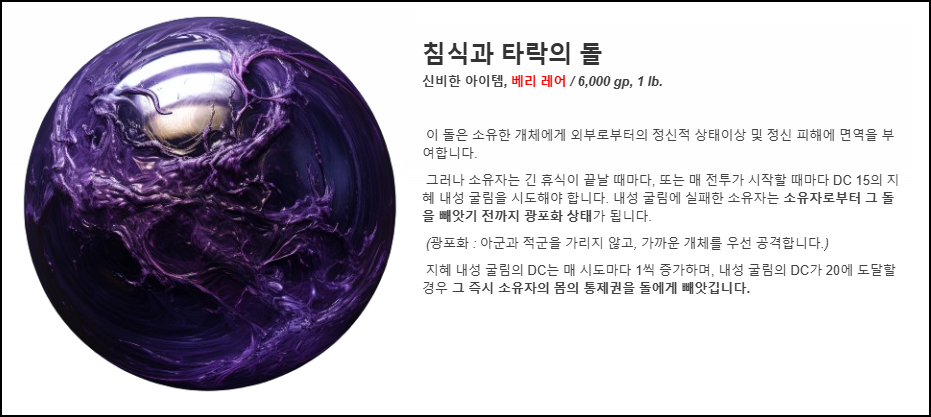 침식과 타락의 돌
신비한 아이템, 베리 레어 / 6,000 gp, 1 lb.
이 돌은 소유한 개체에게 외부로부터의 정신적 상태이상 및 정신 피해에 면역을 부
여합니다.
그러나 소유자는 긴 휴식이 끝날 때마다, 또는 매 전투가 시작할 때마다 DC 15의 지
혜 내성 굴림을 시도해야 합니다. 내성 굴림에 실패한 소유자는 소유자로부터 그 돌
을 빼앗기 전까지 광포화 상태가 됩니다.
(광포화 : 아군과 적군을 가리지 않고, 가까운 개체를 우선 공격합니다.)
지혜 내성 굴림의 DC는 매 시도마다 1씩 증가하며, 내성 굴림의 DC가 20에 도달할
경우 그 즉시 소유자의 몸의 통제권을 돌에게 빼앗깁니다.